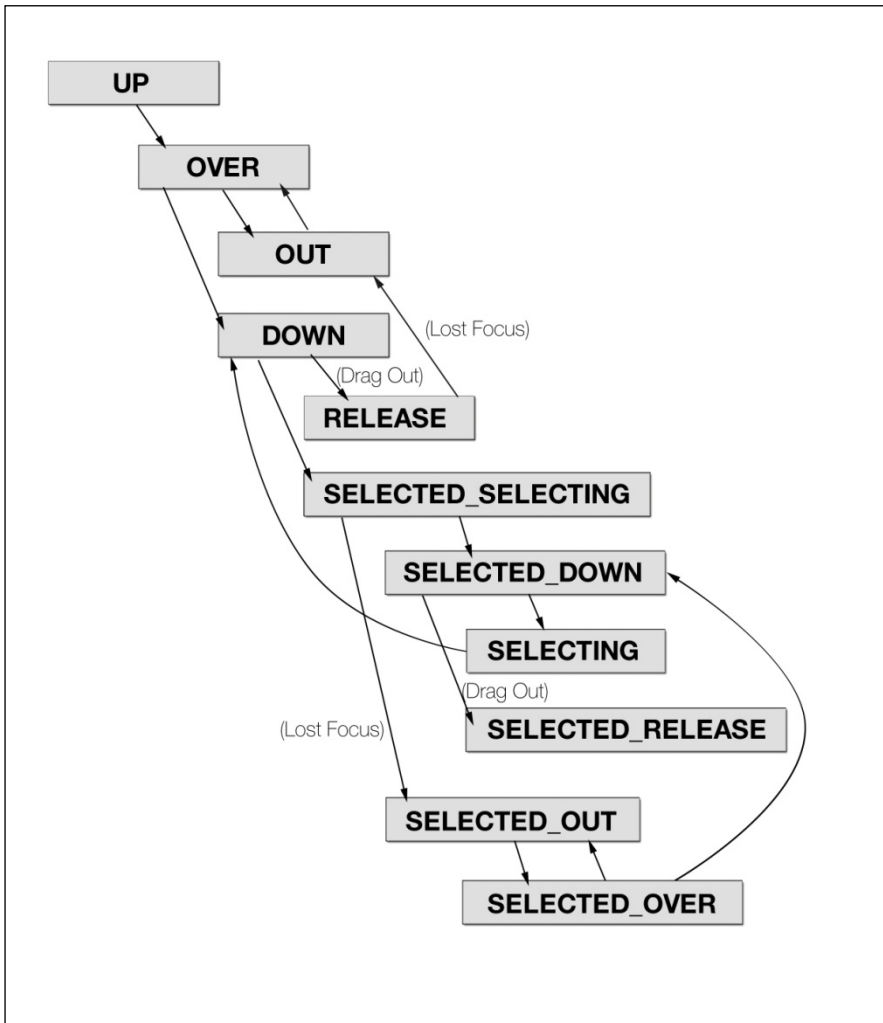 UP
OVER
OUT
(Lost Focus)
DOWN
(Drag Out)
RELEASE
SELECTED_SELECTING
SELECTED_DOWN
SELECTING
(Drag Out)
SELECTED_RELEASE
(Lost Focus)
SELECTED_OUT
SELECTED_OVER